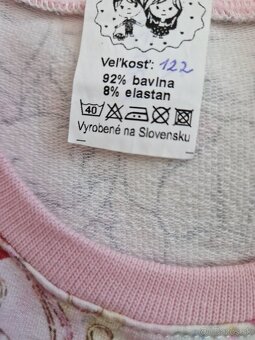 Veľkosť: 122
92% bavlna
8% elastan
40
Vyrobené na Slovensku